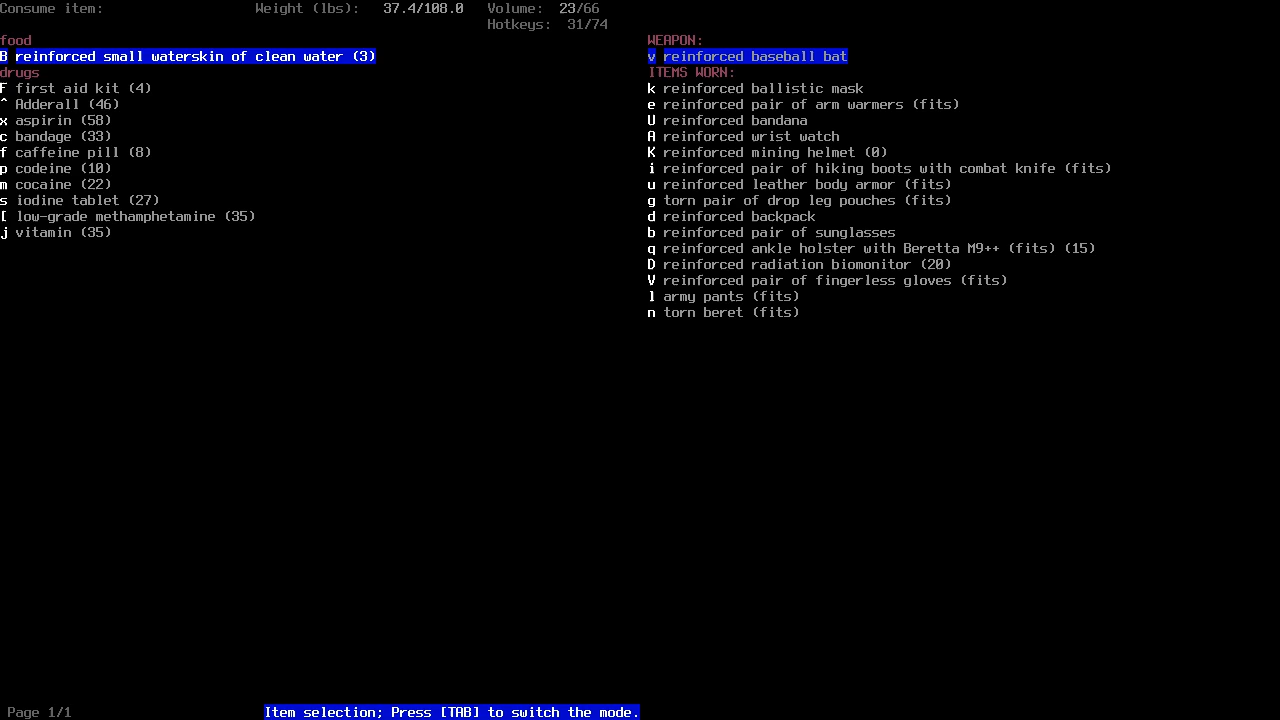 Consume item: Weight (lbs): 37.4/108.0 Volume: 23/66
Hotkeys: 31/74
food
B reinforced small waterskin of clean water (3)
drugs
F first aid kit (4)
^ Adderall (46)
x aspirin (58)
c bandage (33)
f caffeine pill (8)
p codeine (10)
m cocaine (22)
s iodine tablet (27)
[ low-grade methamphetamine (35)
j vitamin (35)
WEAPON:
v reinforced baseball bat
ITEMS WORN:
k reinforced ballistic mask
e reinforced pair of arm warmers (fits)
U reinforced bandana
A reinforced wrist watch
K reinforced mining helmet (0)
i reinforced pair of hiking boots with combat knife (fits)
u reinforced leather body armor (fits)
g torn pair of drop leg pouches (fits)
d reinforced backpack
b reinforced pair of sunglasses
q reinforced ankle holster with Beretta M9++ (fits) (15)
D reinforced radiation biomonitor (20)
V reinforced pair of fingerless gloves (fits)
l army pants (fits)
n torn beret (fits)
Page 1/1 Item selection; Press [TAB] to switch the mode.